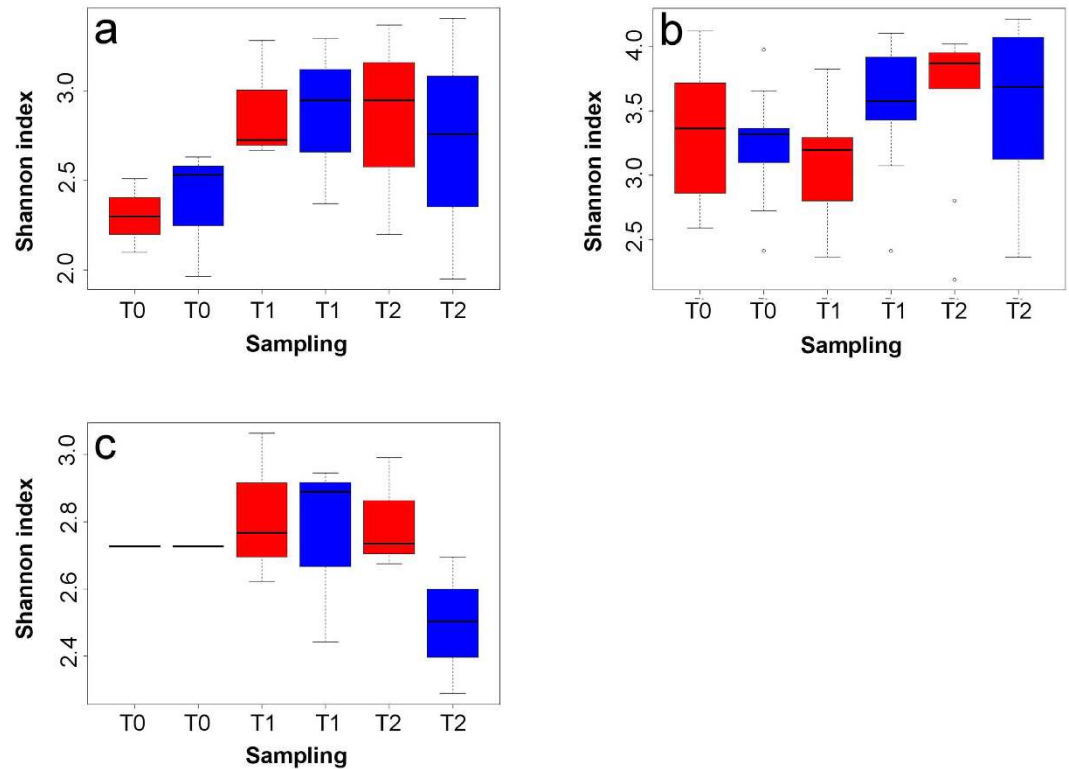 a
Shannon index
3.0
2.5
2.0
T0 T0 T1 T1 T2 T2
Sampling
b
Shannon index
4.0
3.5
3.0
2.5
T0 T0 T1 T1 T2 T2
Sampling
c
Shannon index
3.0
2.8
2.6
2.4
T0 T0 T1 T1 T2 T2
Sampling